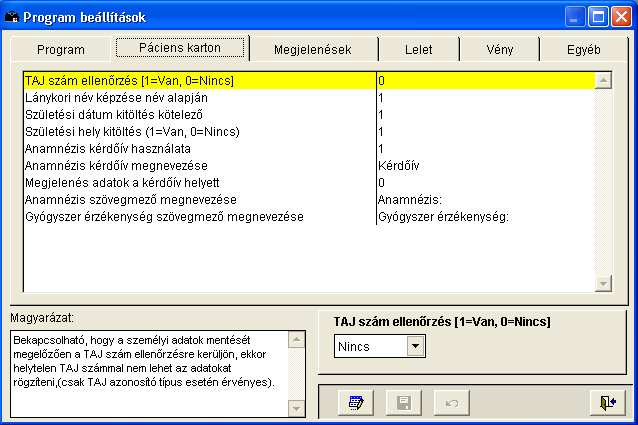 Program beállítások
Program Páciens karton Megjelenések Lelet Vény Egyéb
TAJ szám ellenőrzés [1=Van, 0=Nincs] 0
Lánykori név képzése név alapján 1
Születési dátum kitöltés kötelező 1
Születési hely kitöltés (1=Van, 0=Nincs) 1
Anamnézis kérdőív használata 1
Anamnézis kérdőív megnevezése Kérdőív
Megjelenés adatok a kérdőív helyett 0
Anamnézis szövegmező megnevezése Anamnézis:
Gyógyszer érzékenység szövegmező megnevezése Gyógyszer érzékenység:
Magyarázat:
Bekapcsolható, hogy a személyi adatok mentését
megelőzően a TAJ szám ellenőrzésre kerüljön, ekkor
helytelen TAJ számmal nem lehet az adatokat
rögzíteni,(csak TAJ azonosító típus esetén érvényes).
TAJ szám ellenőrzés [1=Van, 0=Nincs]
Nincs